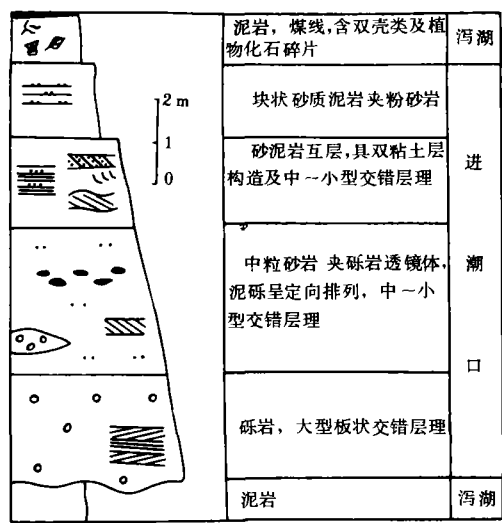 泥岩，煤线，含双壳类及植
物化石碎片
泻湖
2 m
1
0
块状砂质泥岩夹粉砂岩
进
砂泥岩互层，具双粘土层
构造及中～小型交错层理
中粒砂岩 夹砾岩透镜体，
泥砾呈定向排列，中～小
型交错层理
潮
口
砾岩，大型板状交错层理
泥岩
泻湖